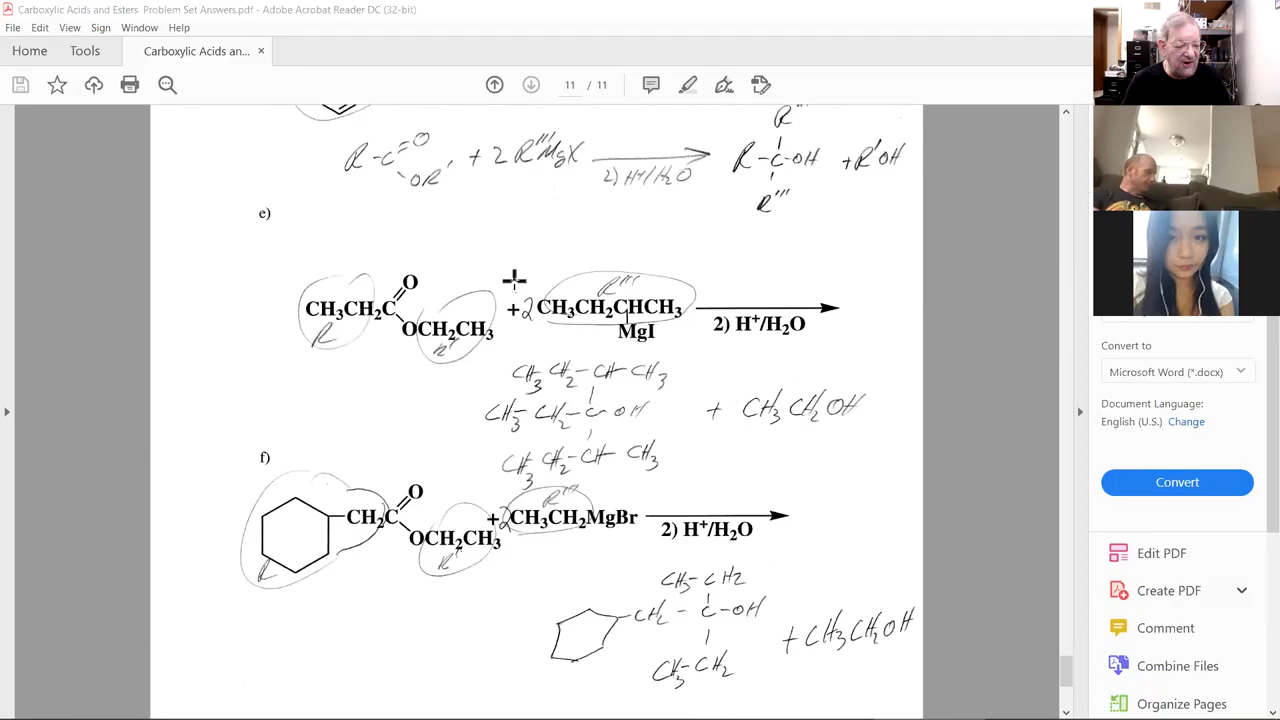 Carboxylic Acids and Esters Problem Set Answers.pdf - Adobe Acrobat Reader DC (32-bit)
File Edit View Sign Window Help
Home Tools Carboxylic Acids an... ×
11 / 11
R'''
R-C=O OR' + 2 R'''MgX 2) H+/H2O R-C-OH + R'OH
R'''
e)
CH3CH2C O OCH2CH3 + 2 CH3CH2CHCH3 MgI 2) H+/H2O
R R' R'''
CH3 CH2-CH-CH3
CH3-CH2-C-OH + CH3CH2OH
CH3 CH2-CH CH3
f)
CH2C O OCH2CH3 + 2 CH3CH2MgBr 2) H+/H2O
R R' R'''
CH3-CH2
CH2-C-OH + CH3CH2OH
CH3-CH2
Convert to
Microsoft Word (*.docx)
Document Language:
English (U.S.) Change
Convert
Edit PDF
Create PDF
Comment
Combine Files
Organize Pages